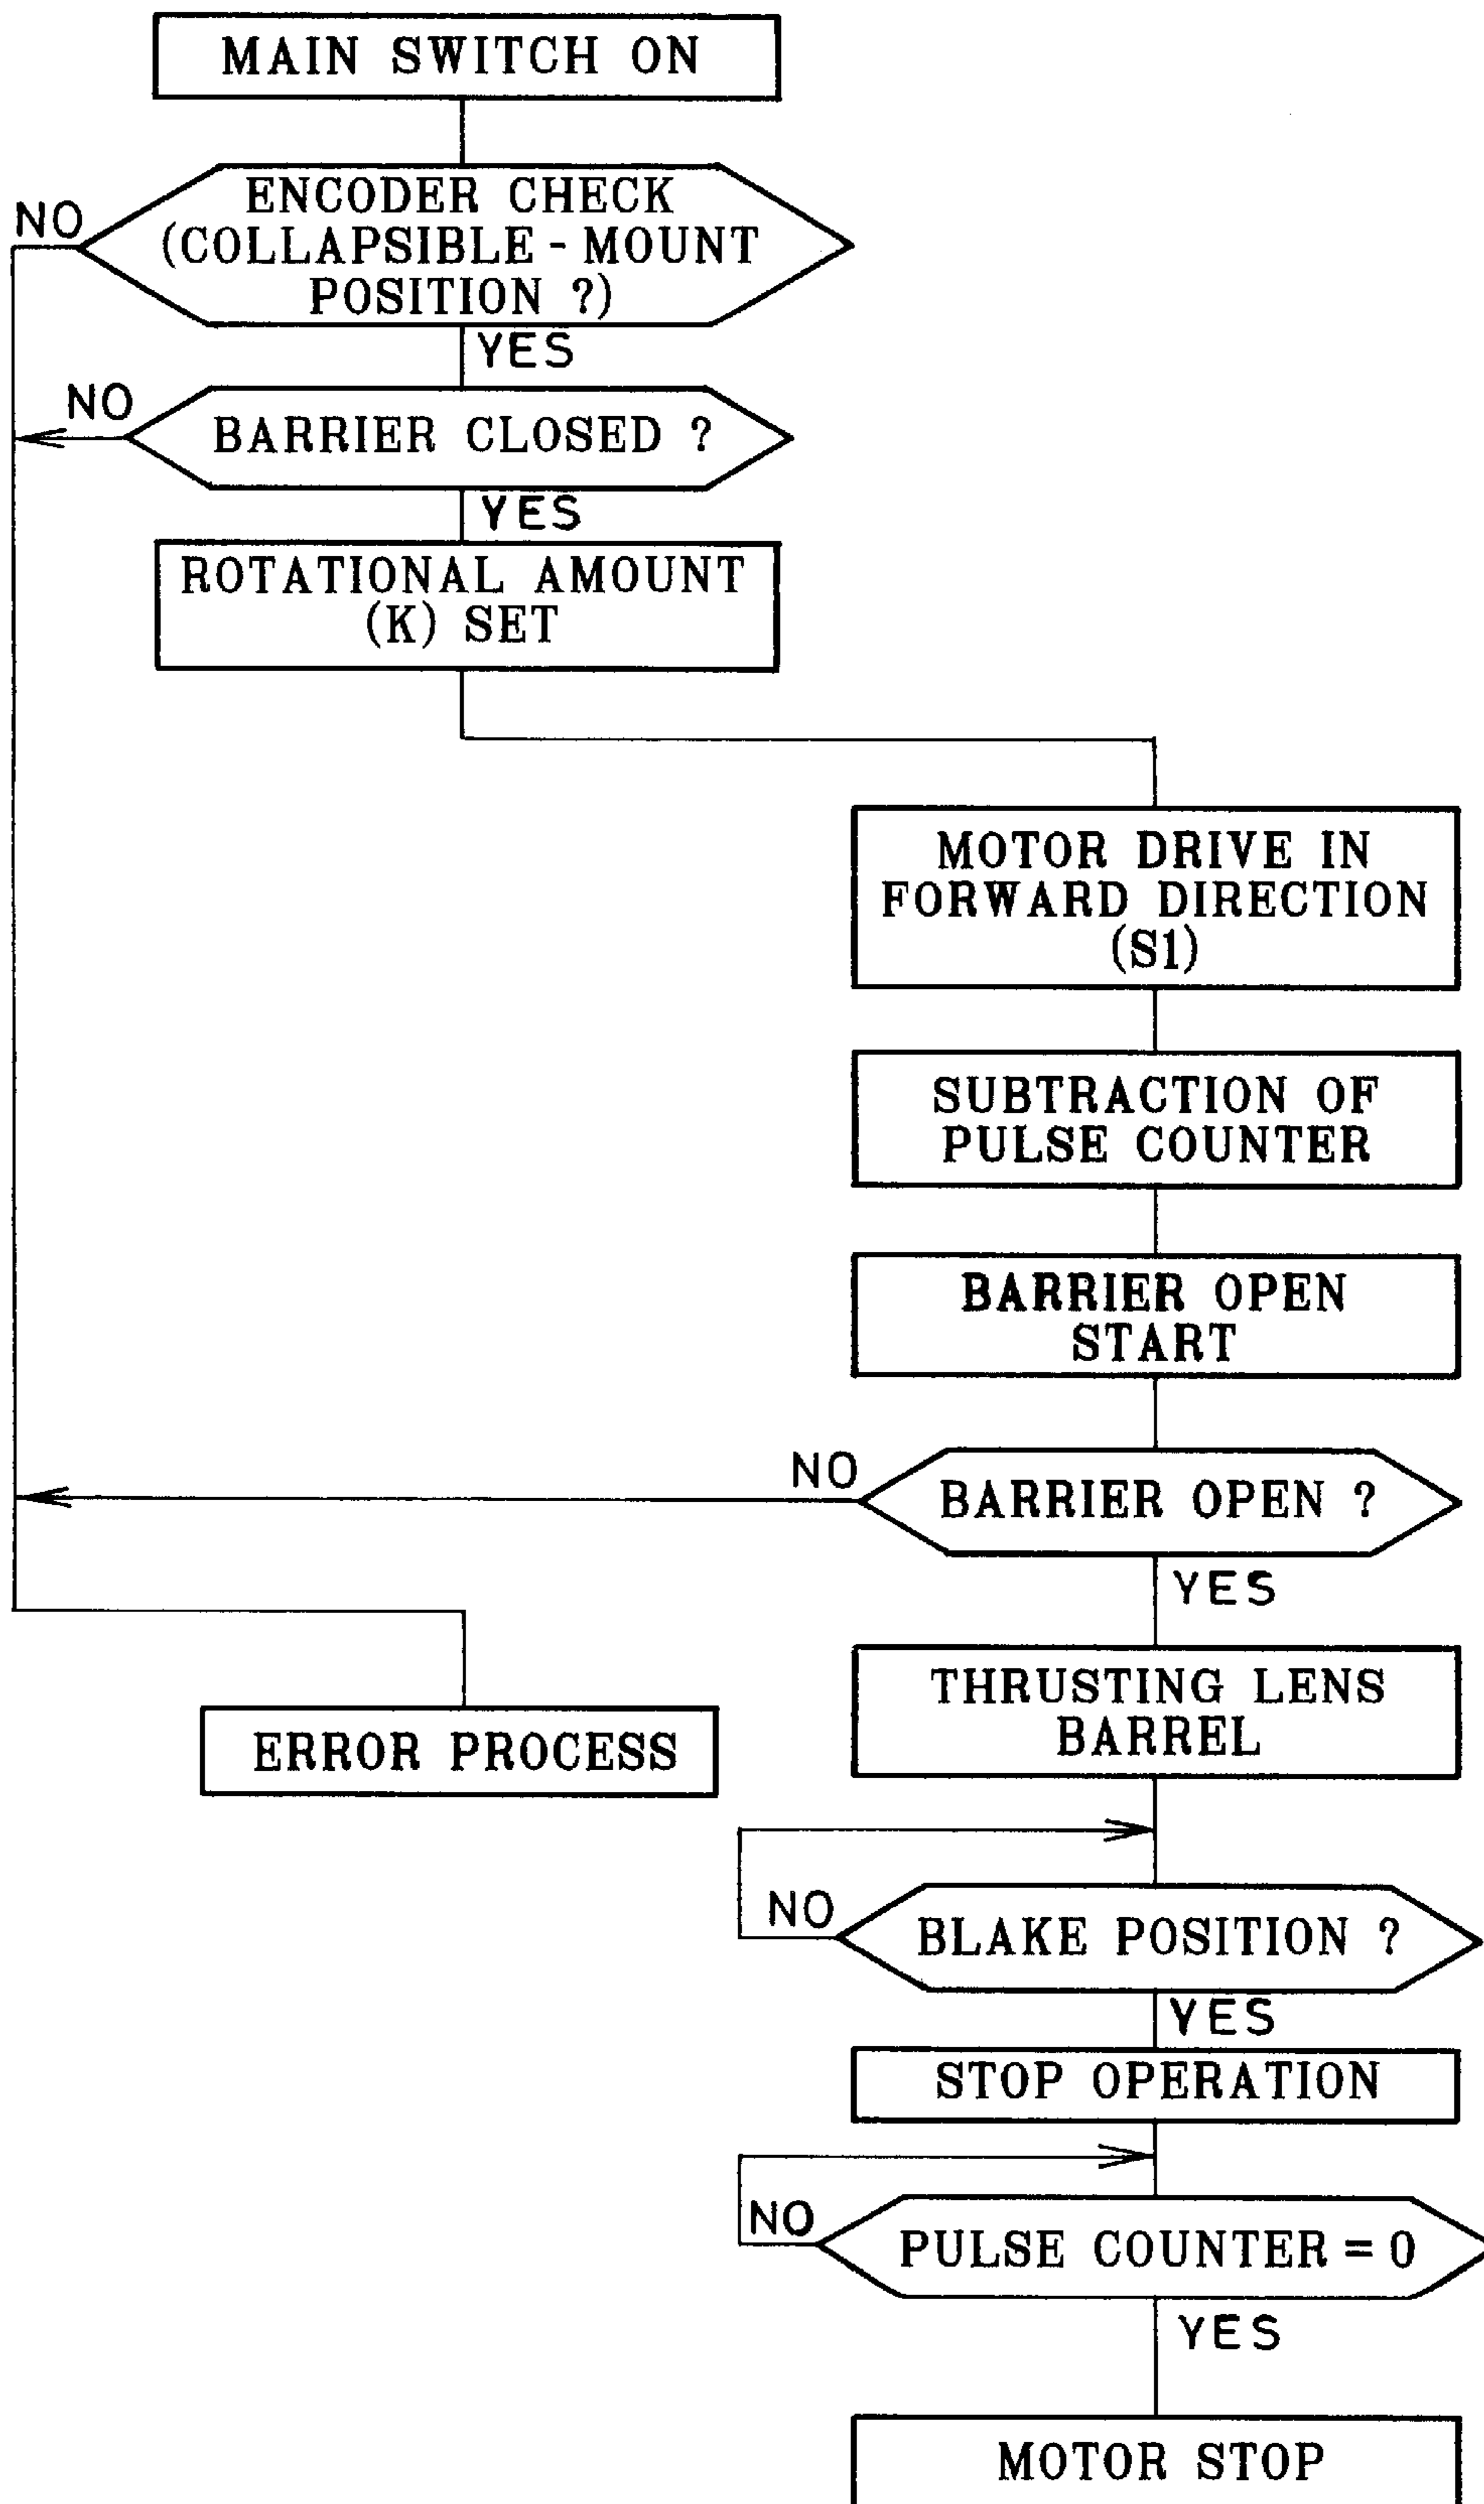 MAIN SWITCH ON
NO
ENCODER CHECK
(COLLAPSIBLE-MOUNT
POSITION ?)
YES
NO
BARRIER CLOSED ?
YES
ROTATIONAL AMOUNT
(K) SET
MOTOR DRIVE IN
FORWARD DIRECTION
(S1)
SUBTRACTION OF
PULSE COUNTER
BARRIER OPEN
START
NO
BARRIER OPEN ?
YES
THRUSTING LENS
BARREL
ERROR PROCESS
NO
BLAKE POSITION ?
YES
STOP OPERATION
NO
PULSE COUNTER = 0
YES
MOTOR STOP